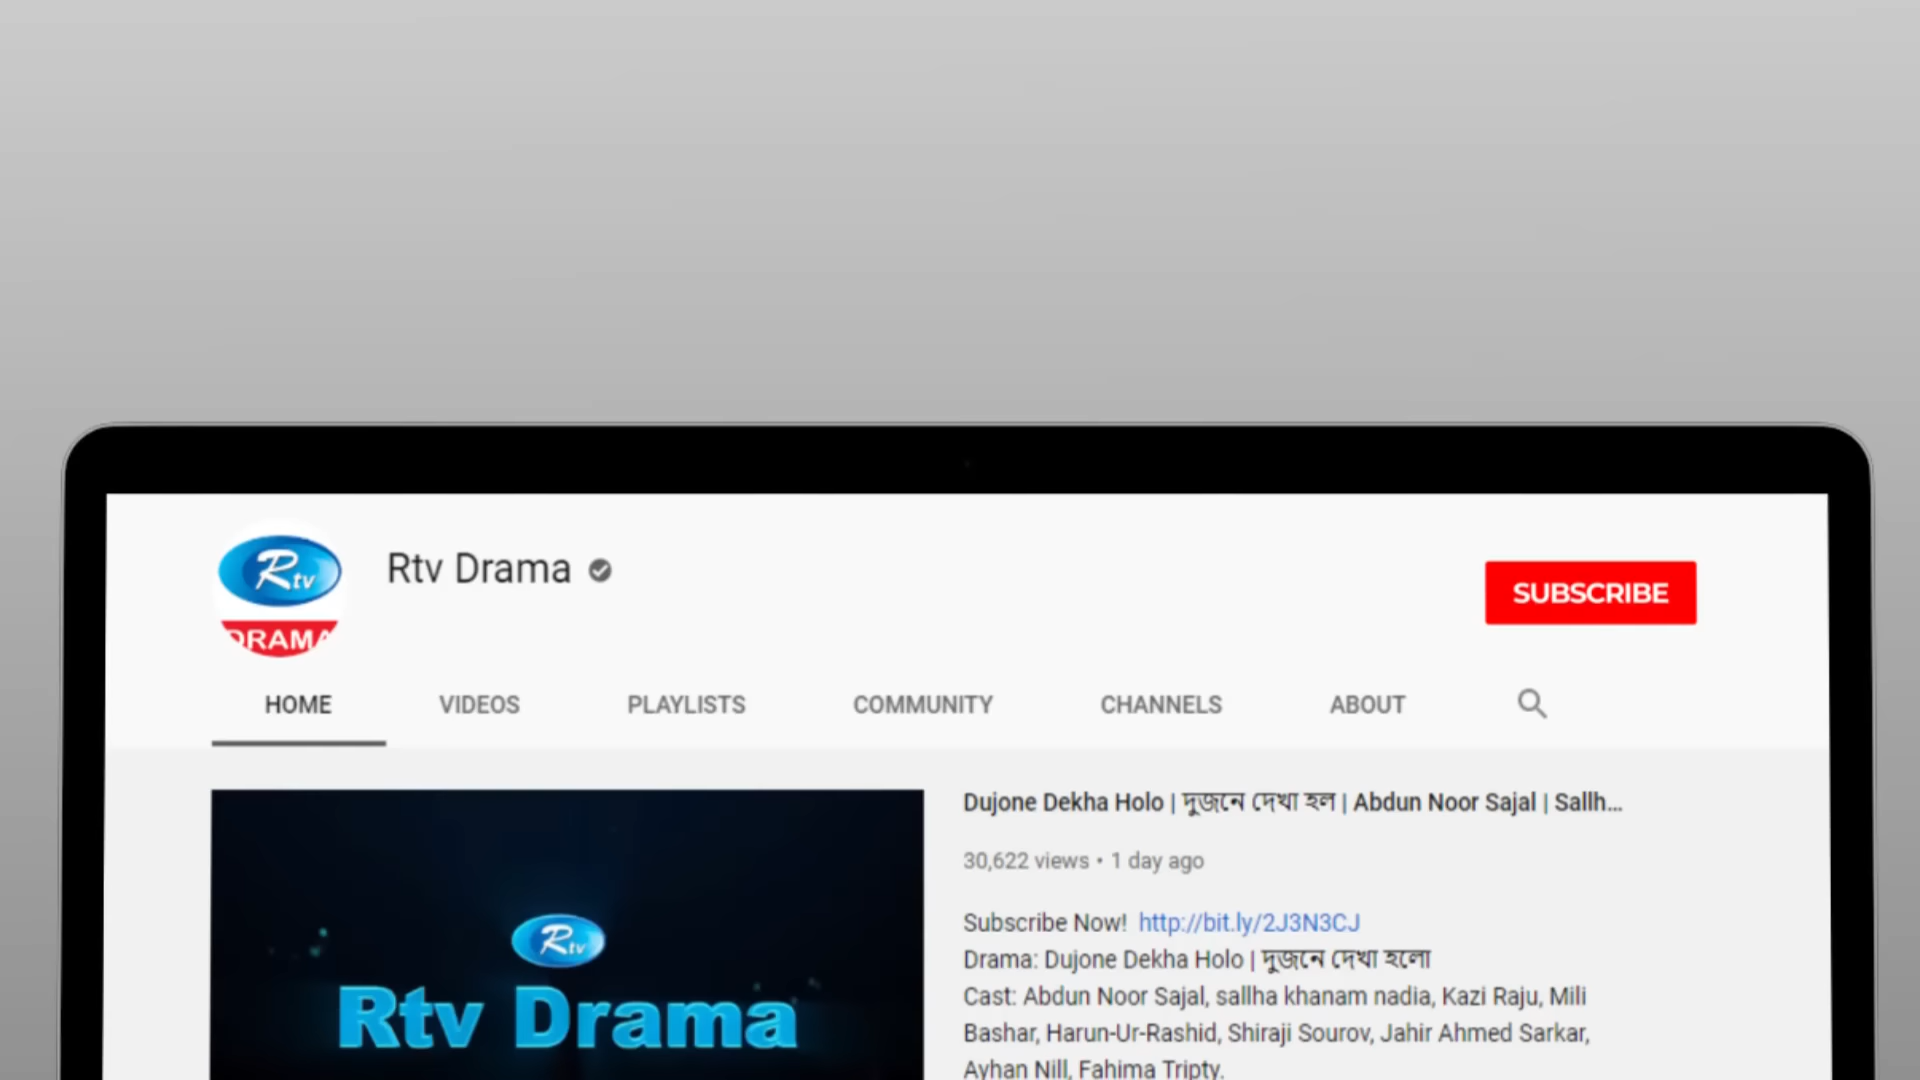 Rtv
DRAMA
Rtv Drama
SUBSCRIBE
HOME VIDEOS PLAYLISTS COMMUNITY CHANNELS ABOUT
Rtv
Rtv Drama
Dujone Dekha Holo | দুজনে দেখা হল | Abdun Noor Sajal | Sallh...
30,622 views • 1 day ago
Subscribe Now! http://bit.ly/2J3N3CJ
Drama: Dujone Dekha Holo | দুজনে দেখা হলো
Cast: Abdun Noor Sajal, sallha khanam nadia, Kazi Raju, Mili
Bashar, Harun-Ur-Rashid, Shiraji Sourov, Jahir Ahmed Sarkar,
Ayhan Nill, Fahima Tripty.